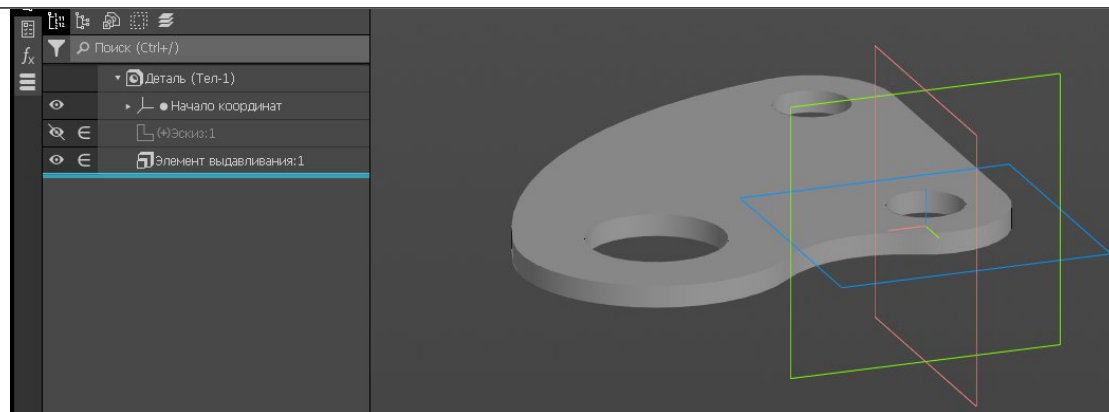 Поиск (Ctrl+/)
Деталь (Тел-1)
Начало координат
(+)Эскиз:1
Элемент выдавливания:1